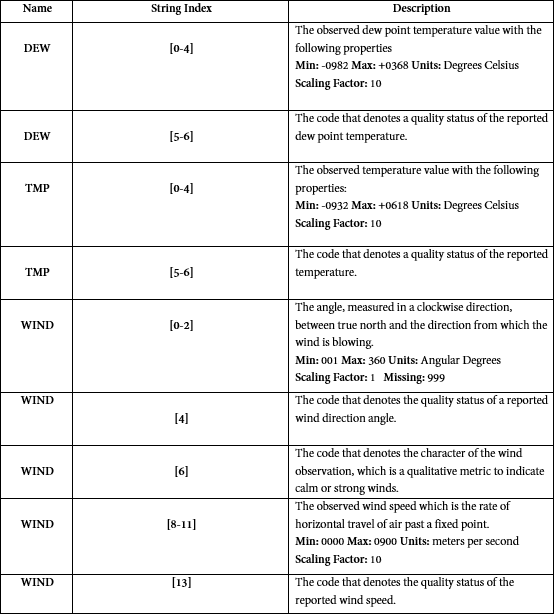 Name String Index Description
DEW [0-4] The observed dew point temperature value with the
following properties
Min: -0982 Max: +0368 Units: Degrees Celsius
Scaling Factor: 10
DEW [5-6] The code that denotes a quality status of the reported
dew point temperature.
TMP [0-4] The observed temperature value with the following
properties:
Min: -0932 Max: +0618 Units: Degrees Celsius
Scaling Factor: 10
TMP [5-6] The code that denotes a quality status of the reported
temperature.
WIND [0-2] The angle, measured in a clockwise direction,
between true north and the direction from which the
wind is blowing.
Min: 001 Max: 360 Units: Angular Degrees
Scaling Factor: 1 Missing: 999
WIND [4] The code that denotes the quality status of a reported
wind direction angle.
WIND [6] The code that denotes the character of the wind
observation, which is a qualitative metric to indicate
calm or strong winds.
WIND [8-11] The observed wind speed which is the rate of
horizontal travel of air past a fixed point.
Min: 0000 Max: 0900 Units: meters per second
Scaling Factor: 10
WIND [13] The code that denotes the quality status of the
reported wind speed.